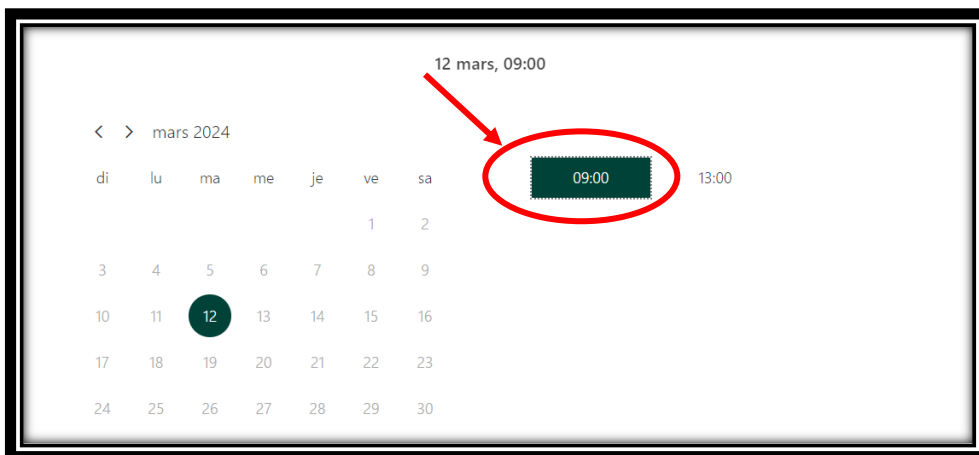 12 mars, 09:00
mars 2024
di lu ma me je ve sa
09:00 13:00
1 2
3 4 5 6 7 8 9
10 11 12 13 14 15 16
17 18 19 20 21 22 23
24 25 26 27 28 29 30